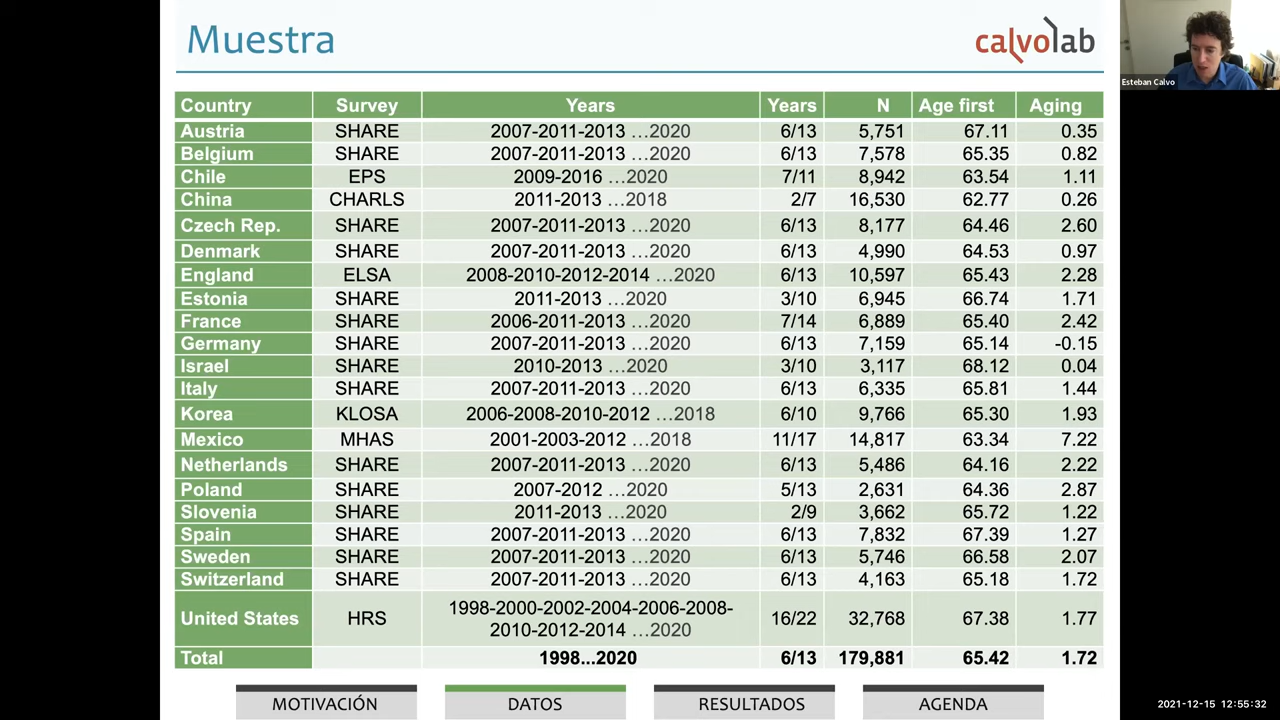 Muestra
calvolab
Esteban Calvo
Country Survey Years Years N Age first Aging
Austria SHARE 2007-2011-2013 …2020 6/13 5,751 67.11 0.35
Belgium SHARE 2007-2011-2013 …2020 6/13 7,578 65.35 0.82
Chile EPS 2009-2016 …2020 7/11 8,942 63.54 1.11
China CHARLS 2011-2013 …2018 2/7 16,530 62.77 0.26
Czech Rep. SHARE 2007-2011-2013 …2020 6/13 8,177 64.46 2.60
Denmark SHARE 2007-2011-2013 …2020 6/13 4,990 64.53 0.97
England ELSA 2008-2010-2012-2014 …2020 6/13 10,597 65.43 2.28
Estonia SHARE 2011-2013 …2020 3/10 6,945 66.74 1.71
France SHARE 2006-2011-2013 …2020 7/14 6,889 65.40 2.42
Germany SHARE 2007-2011-2013 …2020 6/13 7,159 65.14 -0.15
Israel SHARE 2010-2013 …2020 3/10 3,117 68.12 0.04
Italy SHARE 2007-2011-2013 …2020 6/13 6,335 65.81 1.44
Korea KLOSA 2006-2008-2010-2012 …2018 6/10 9,766 65.30 1.93
Mexico MHAS 2001-2003-2012 …2018 11/17 14,817 63.34 7.22
Netherlands SHARE 2007-2011-2013 …2020 6/13 5,486 64.16 2.22
Poland SHARE 2007-2012 …2020 5/13 2,631 64.36 2.87
Slovenia SHARE 2011-2013 …2020 2/9 3,662 65.72 1.22
Spain SHARE 2007-2011-2013 …2020 6/13 7,832 67.39 1.27
Sweden SHARE 2007-2011-2013 …2020 6/13 5,746 66.58 2.07
Switzerland SHARE 2007-2011-2013 …2020 6/13 4,163 65.18 1.72
United States HRS 1998-2000-2002-2004-2006-2008-
2010-2012-2014 …2020 16/22 32,768 67.38 1.77
Total 1998...2020 6/13 179,881 65.42 1.72
MOTIVACIÓN DATOS RESULTADOS AGENDA
2021-12-15 12:55:32